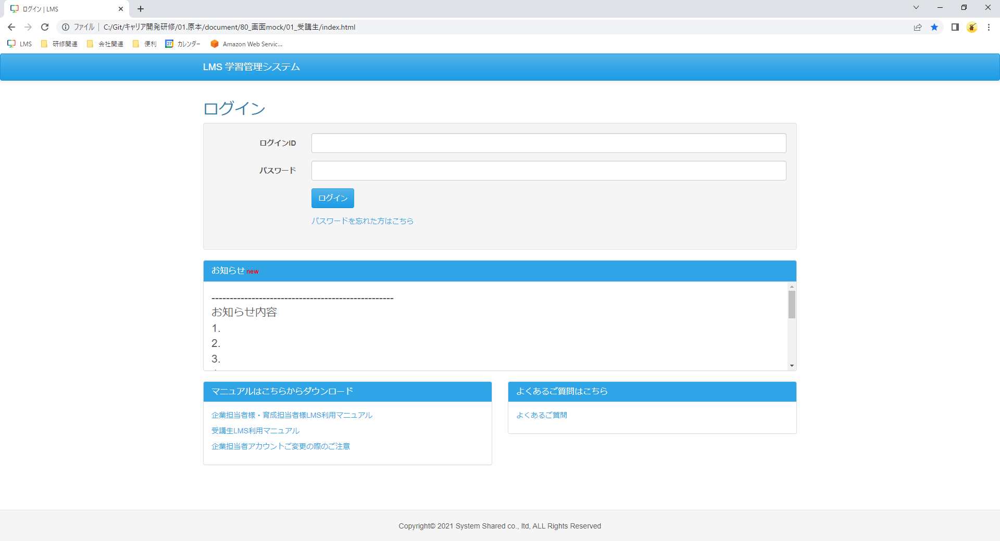 ログイン | LMS
ファイル | C:/Git/キャリア開発研修/01.原本/document/80_画面mock/01_受講生/index.html
LMS 研修関連 会社関連 便利 27 カレンダー Amazon Web Servic...
LMS 学習管理システム
ログイン
ログインID
パスワード
ログイン
パスワードを忘れた方はこちら
お知らせ new
--------------------------------------------------
お知らせ内容
1.
2.
3.
マニュアルはこちらからダウンロード
企業担当者様・育成担当者様LMS利用マニュアル
受講生LMS利用マニュアル
企業担当者アカウントご変更の際のご注意
よくあるご質問はこちら
よくあるご質問
Copyright© 2021 System Shared co., ltd, ALL Rights Reserved